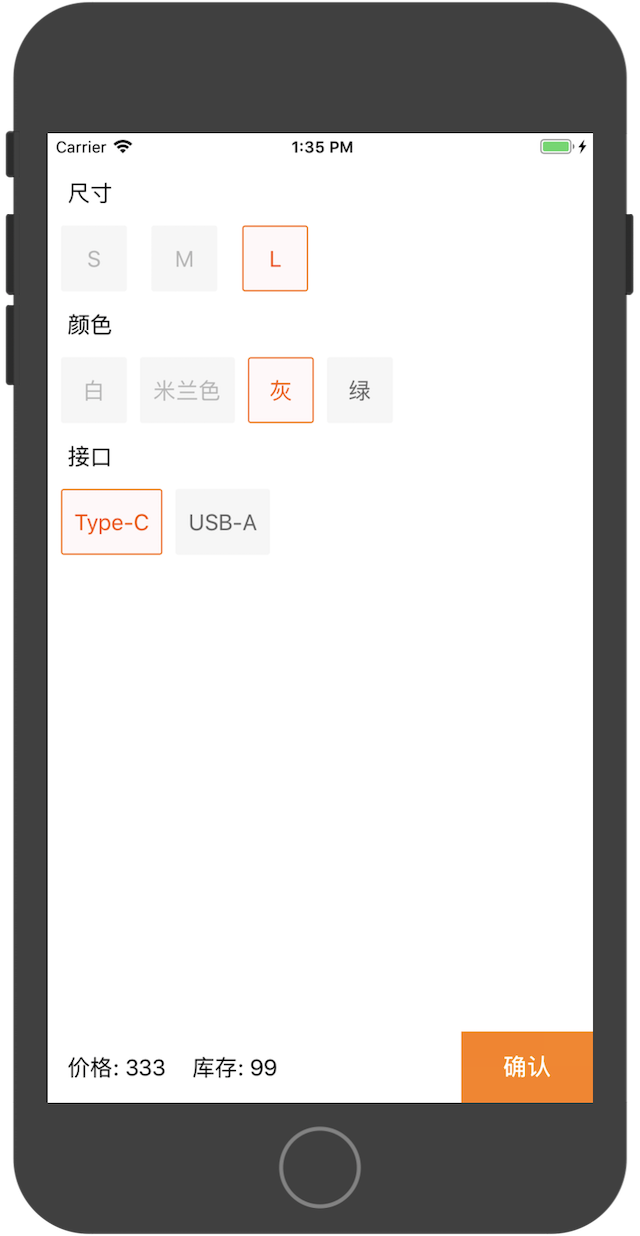 Carrier 1:35 PM
尺寸
S M L
颜色
白 米兰色 灰 绿
接口
Type-C USB-A
价格: 333 库存: 99 确认